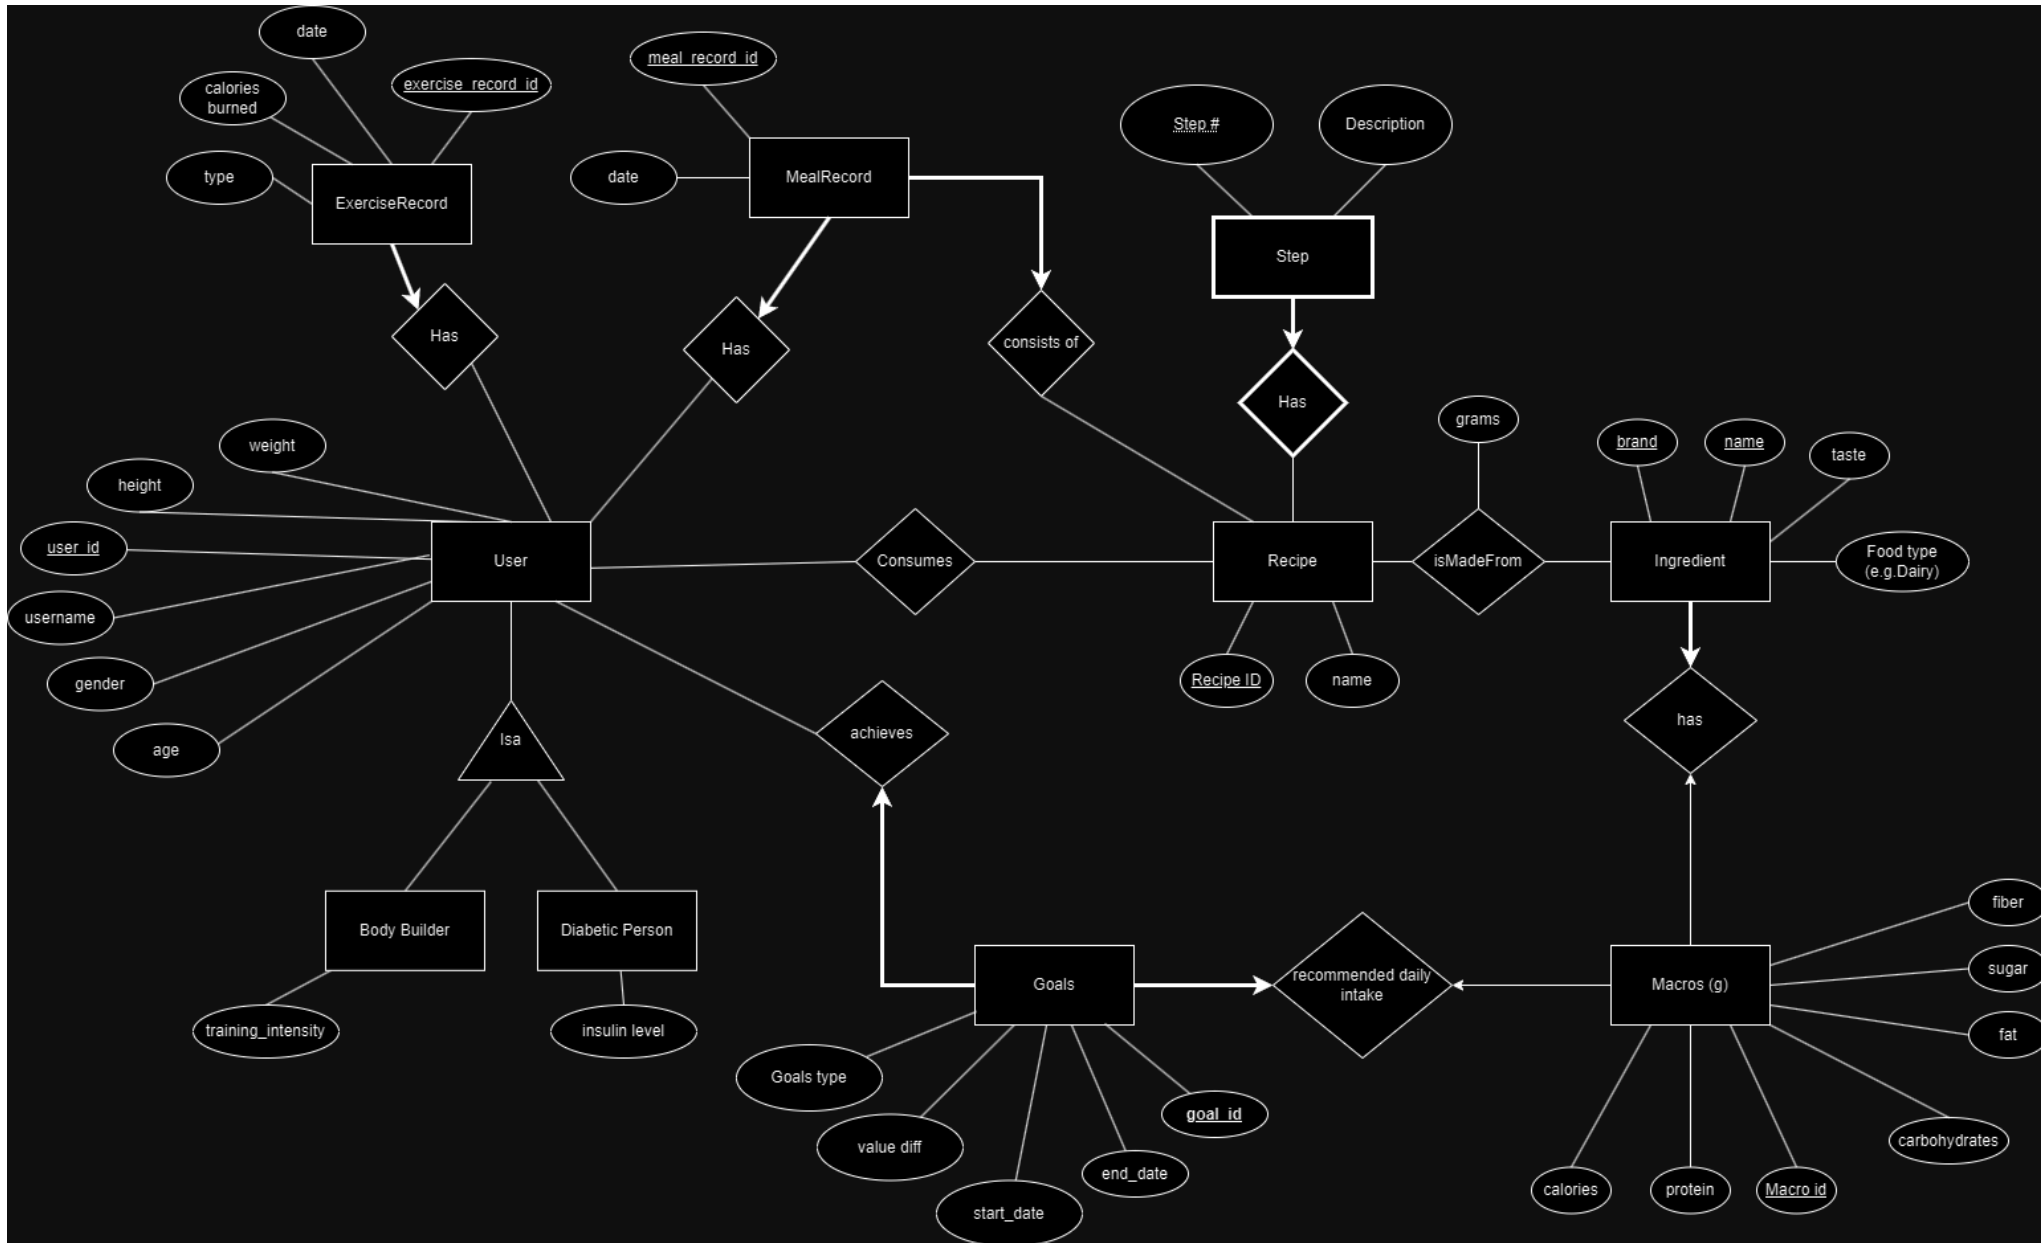 date
meal_record_id
calories
burned
exercise_record_id
Step #
Description
type
ExerciseRecord
date
MealRecord
Step
Has
Has
consists of
Has
grams
weight
brand
name
taste
height
user_id
User
Consumes
Recipe
isMadeFrom
Ingredient
Food type
(e.g.Dairy)
username
gender
Recipe ID
name
age
Isa
achieves
has
Body Builder
Diabetic Person
fiber
recommended daily
intake
Goals
Macros (g)
sugar
training_intensity
insulin level
fat
Goals type
goal_id
value diff
end_date
carbohydrates
start_date
calories
protein
Macro id